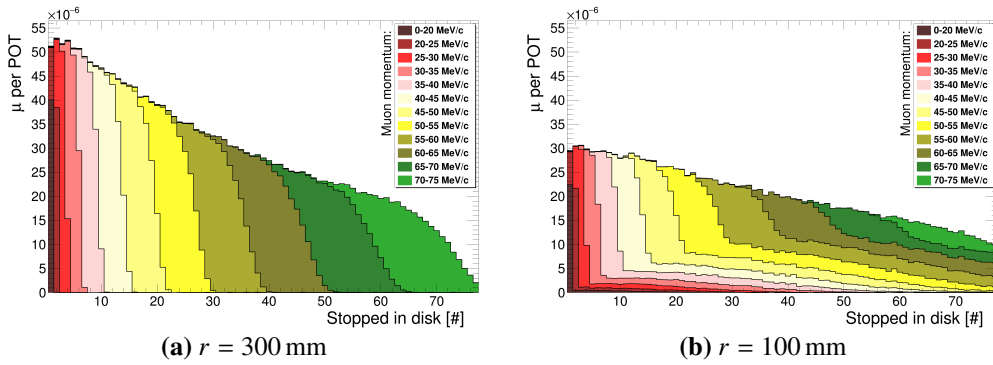 ×10⁻⁶
μ per POT
55
50
45
40
35
30
25
20
15
10
5
0
10 20 30 40 50 60 70
Stopped in disk [#]
Muon momentum:
0-20 MeV/c
20-25 MeV/c
25-30 MeV/c
30-35 MeV/c
35-40 MeV/c
40-45 MeV/c
45-50 MeV/c
50-55 MeV/c
55-60 MeV/c
60-65 MeV/c
65-70 MeV/c
70-75 MeV/c
(a) r = 300 mm
×10⁻⁶
μ per POT
55
50
45
40
35
30
25
20
15
10
5
0
10 20 30 40 50 60 70
Stopped in disk [#]
Muon momentum:
0-20 MeV/c
20-25 MeV/c
25-30 MeV/c
30-35 MeV/c
35-40 MeV/c
40-45 MeV/c
45-50 MeV/c
50-55 MeV/c
55-60 MeV/c
60-65 MeV/c
65-70 MeV/c
70-75 MeV/c
(b) r = 100 mm